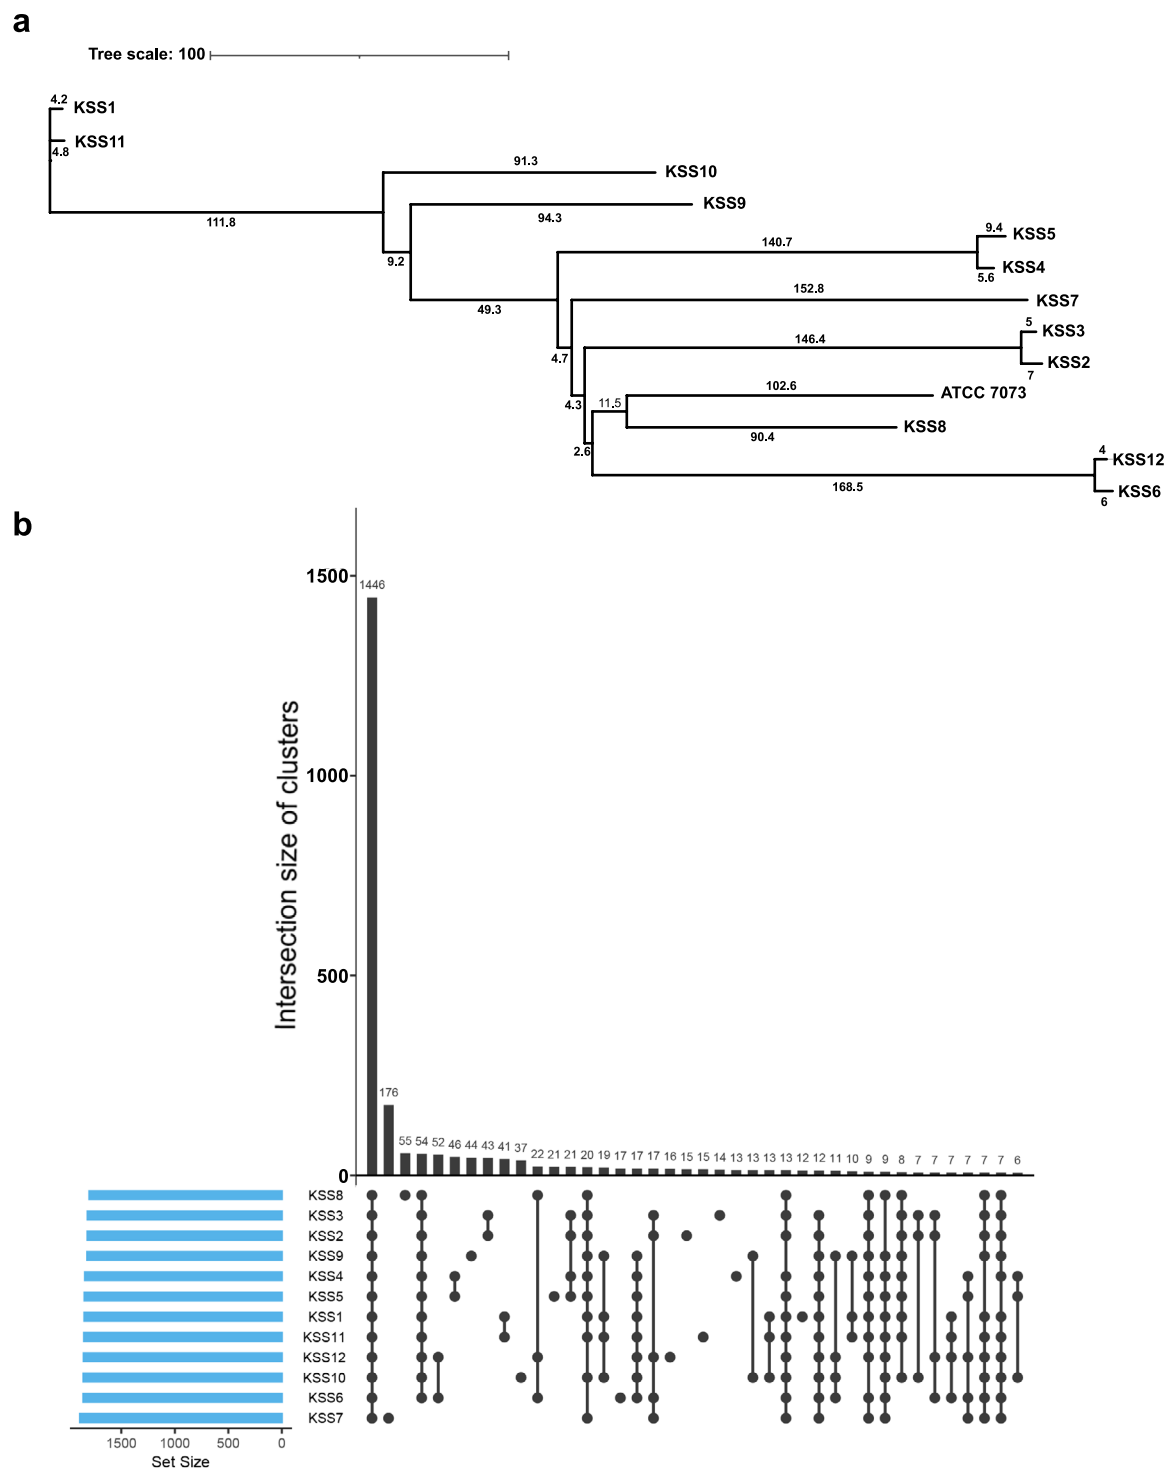 a
Tree scale: 100
4.2
KSS1
KSS11
4.8
91.3
KSS10
94.3
KSS9
111.8
9.4
KSS5
140.7
9.2
KSS4
5.6
152.8
KSS7
49.3
5
KSS3
146.4
4.7
KSS2
7
102.6
ATCC 7073
4.3
11.5
KSS8
90.4
2.6
4
KSS12
168.5
KSS6
6
b
Intersection size of clusters
1500
1000
500
0
1446 176 55 54 52 46 44 43 41 37 22 21 21 20 19 17 17 17 16 15 15 14 13 13 13 12 12 11 10 9 9 8 7 7 7 7 7 7 6
KSS8
KSS3
KSS2
KSS9
KSS4
KSS5
KSS1
KSS11
KSS12
KSS10
KSS6
KSS7
1500 1000 500 0
Set Size